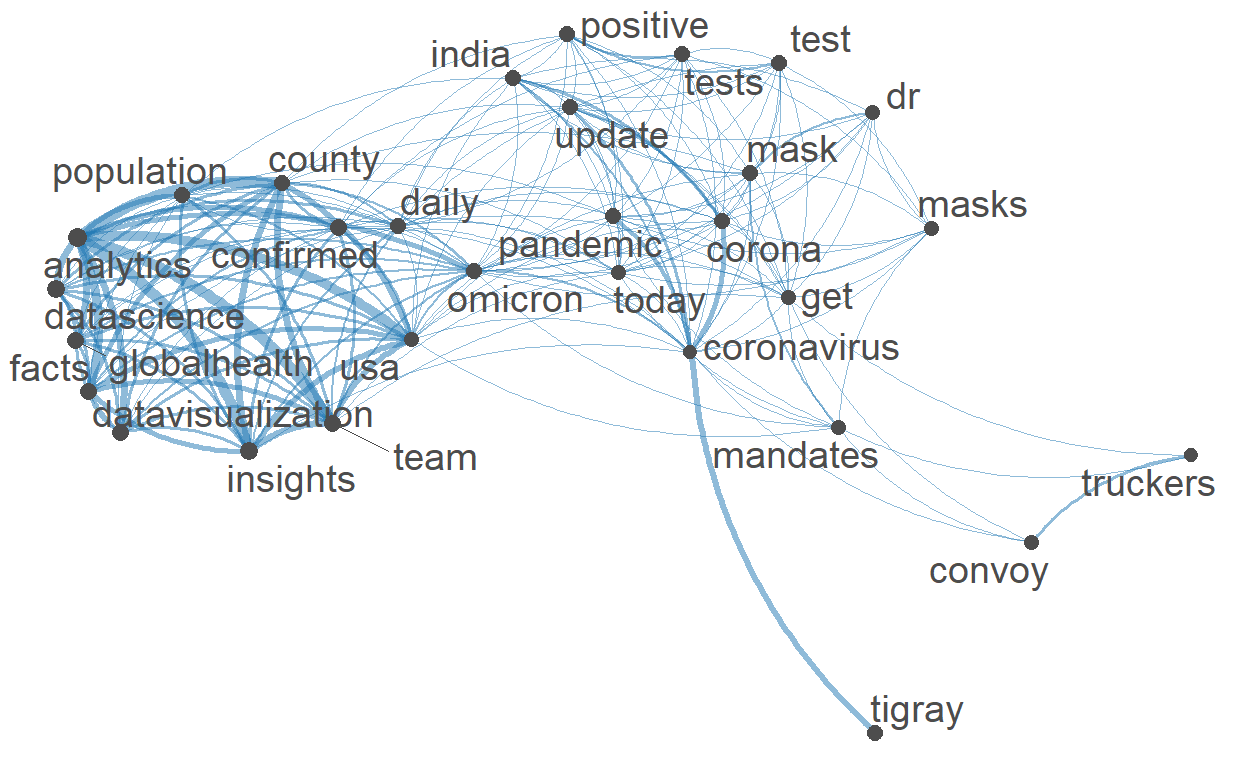 positive
india
test
tests
dr
update
mask
population
county
daily
masks
analytics
confirmed
pandemic
corona
omicron
today
get
datascience
globalhealth
facts
usa
coronavirus
datavisualization
team
mandates
insights
truckers
convoy
tigray